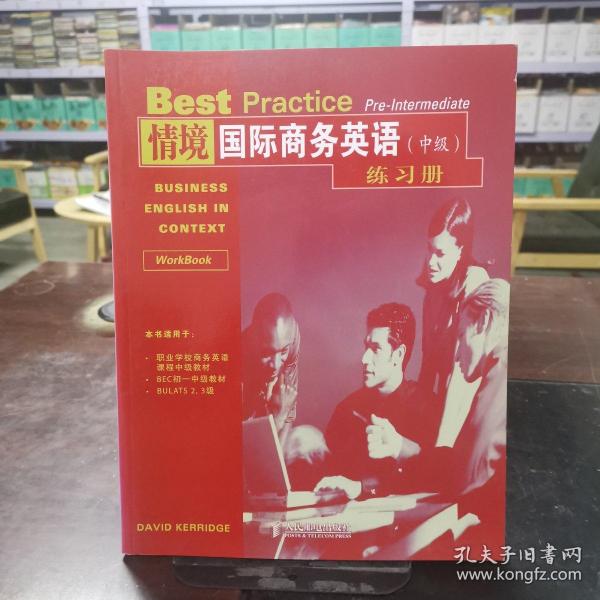 Best Practice Pre-Intermediate
情境国际商务英语(中级)
练习册
BUSINESS
ENGLISH IN
CONTEXT
WorkBook
本书适用于:
· 职业学校商务英语
课程中级教材
· BEC初一中级教材
· BULATS 2, 3级
DAVID KERRIDGE
人民邮电出版社
POSTS & TELECOM PRESS
孔夫子旧书网
www.kongfz.com